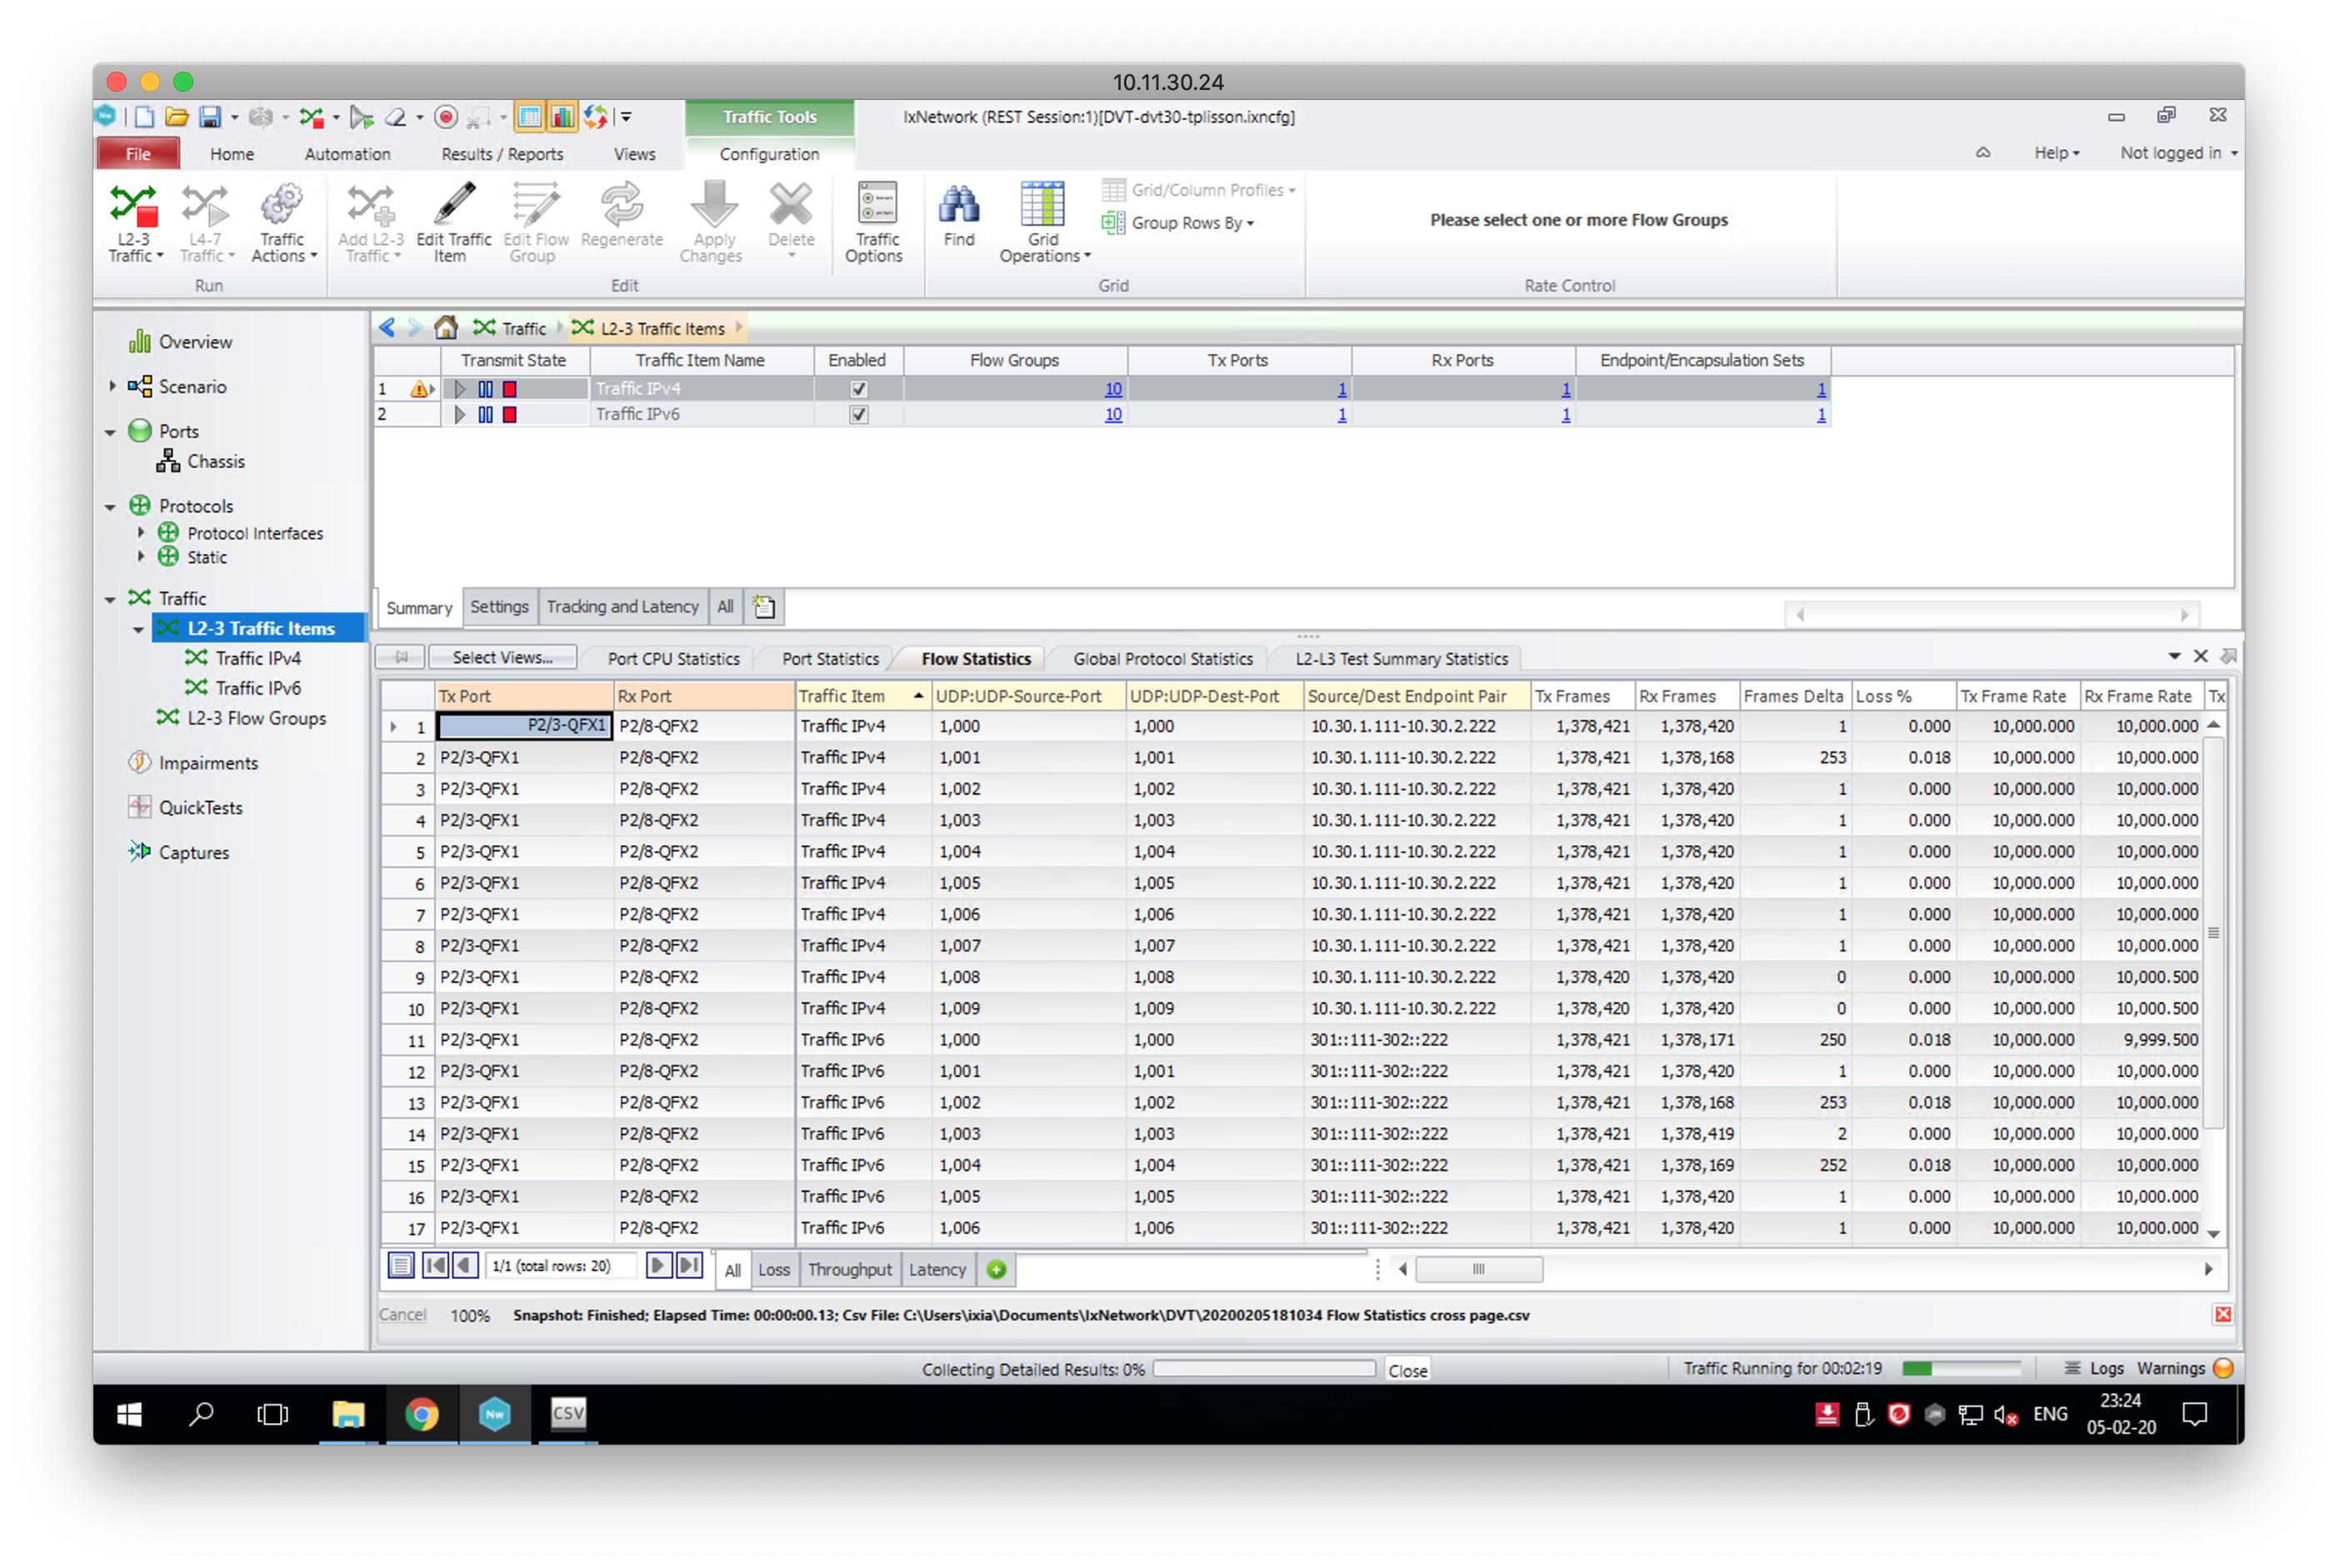 10.11.30.24
Traffic Tools
IxNetwork (REST Session:1)[DVT-dvt30-tplisson.ixncfg]
File Home Automation Results / Reports Views Configuration Help Not logged in
L2-3 Traffic L4-7 Traffic Traffic Actions Add L2-3 Traffic Edit Traffic Item Edit Flow Group Regenerate Apply Changes Delete Traffic Options Find Grid Operations Grid/Column Profiles
Group Rows By
Please select one or more Flow Groups
Run Edit Grid Rate Control
Overview
Scenario
Ports
Chassis
Protocols
Protocol Interfaces
Static
Traffic
L2-3 Traffic Items
Traffic IPv4
Traffic IPv6
L2-3 Flow Groups
Impairments
QuickTests
Captures
Traffic L2-3 Traffic Items
Transmit State Traffic Item Name Enabled Flow Groups Tx Ports Rx Ports Endpoint/Encapsulation Sets
1 Traffic IPv4 10 1 1 1
2 Traffic IPv6 10 1 1 1
Summary Settings Tracking and Latency All
Select Views... Port CPU Statistics Port Statistics Flow Statistics Global Protocol Statistics L2-L3 Test Summary Statistics
Tx Port Rx Port Traffic Item UDP:UDP-Source-Port UDP:UDP-Dest-Port Source/Dest Endpoint Pair Tx Frames Rx Frames Frames Delta Loss % Tx Frame Rate Rx Frame Rate Tx
1 P2/3-QFX1 P2/8-QFX2 Traffic IPv4 1,000 1,000 10.30.1.111-10.30.2.222 1,378,421 1,378,420 1 0.000 10,000.000 10,000.000
2 P2/3-QFX1 P2/8-QFX2 Traffic IPv4 1,001 1,001 10.30.1.111-10.30.2.222 1,378,421 1,378,168 253 0.018 10,000.000 10,000.000
3 P2/3-QFX1 P2/8-QFX2 Traffic IPv4 1,002 1,002 10.30.1.111-10.30.2.222 1,378,421 1,378,420 1 0.000 10,000.000 10,000.000
4 P2/3-QFX1 P2/8-QFX2 Traffic IPv4 1,003 1,003 10.30.1.111-10.30.2.222 1,378,421 1,378,420 1 0.000 10,000.000 10,000.000
5 P2/3-QFX1 P2/8-QFX2 Traffic IPv4 1,004 1,004 10.30.1.111-10.30.2.222 1,378,421 1,378,420 1 0.000 10,000.000 10,000.000
6 P2/3-QFX1 P2/8-QFX2 Traffic IPv4 1,005 1,005 10.30.1.111-10.30.2.222 1,378,421 1,378,420 1 0.000 10,000.000 10,000.000
7 P2/3-QFX1 P2/8-QFX2 Traffic IPv4 1,006 1,006 10.30.1.111-10.30.2.222 1,378,421 1,378,420 1 0.000 10,000.000 10,000.000
8 P2/3-QFX1 P2/8-QFX2 Traffic IPv4 1,007 1,007 10.30.1.111-10.30.2.222 1,378,421 1,378,420 1 0.000 10,000.000 10,000.000
9 P2/3-QFX1 P2/8-QFX2 Traffic IPv4 1,008 1,008 10.30.1.111-10.30.2.222 1,378,420 1,378,420 0 0.000 10,000.000 10,000.500
10 P2/3-QFX1 P2/8-QFX2 Traffic IPv4 1,009 1,009 10.30.1.111-10.30.2.222 1,378,420 1,378,420 0 0.000 10,000.000 10,000.500
11 P2/3-QFX1 P2/8-QFX2 Traffic IPv6 1,000 1,000 301::111-302::222 1,378,421 1,378,171 250 0.018 10,000.000 9,999.500
12 P2/3-QFX1 P2/8-QFX2 Traffic IPv6 1,001 1,001 301::111-302::222 1,378,421 1,378,420 1 0.000 10,000.000 10,000.000
13 P2/3-QFX1 P2/8-QFX2 Traffic IPv6 1,002 1,002 301::111-302::222 1,378,421 1,378,168 253 0.018 10,000.000 10,000.000
14 P2/3-QFX1 P2/8-QFX2 Traffic IPv6 1,003 1,003 301::111-302::222 1,378,421 1,378,419 2 0.000 10,000.000 10,000.000
15 P2/3-QFX1 P2/8-QFX2 Traffic IPv6 1,004 1,004 301::111-302::222 1,378,421 1,378,169 252 0.018 10,000.000 10,000.000
16 P2/3-QFX1 P2/8-QFX2 Traffic IPv6 1,005 1,005 301::111-302::222 1,378,421 1,378,420 1 0.000 10,000.000 10,000.000
17 P2/3-QFX1 P2/8-QFX2 Traffic IPv6 1,006 1,006 301::111-302::222 1,378,421 1,378,420 1 0.000 10,000.000 10,000.000
1/1 (total rows: 20) All Loss Throughput Latency
Cancel 100% Snapshot: Finished; Elapsed Time: 00:00:00.13; Csv File: C:\Users\ixia\Documents\IxNetwork\DVT\20200205181034 Flow Statistics cross page.csv
Collecting Detailed Results: 0% Close Traffic Running for 00:02:19 Logs Warnings
Nw CSV ENG 23:24
05-02-20